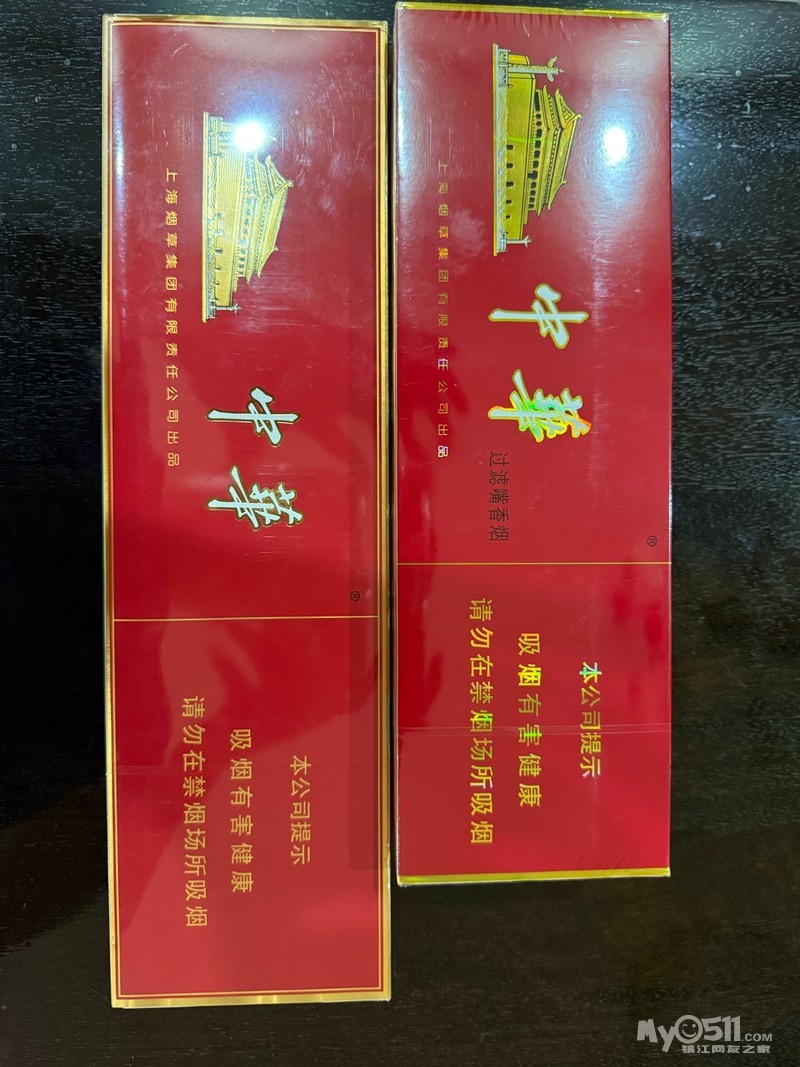 中华
上海烟草集团有限责任公司出品
®
本公司提示
吸烟有害健康
请勿在禁烟场所吸烟
中華
上海烟草集团有限责任公司出品
过滤嘴香烟
®
本公司提示
吸烟有害健康
请勿在禁烟场所吸烟
My0511.COM
镇江网友之家